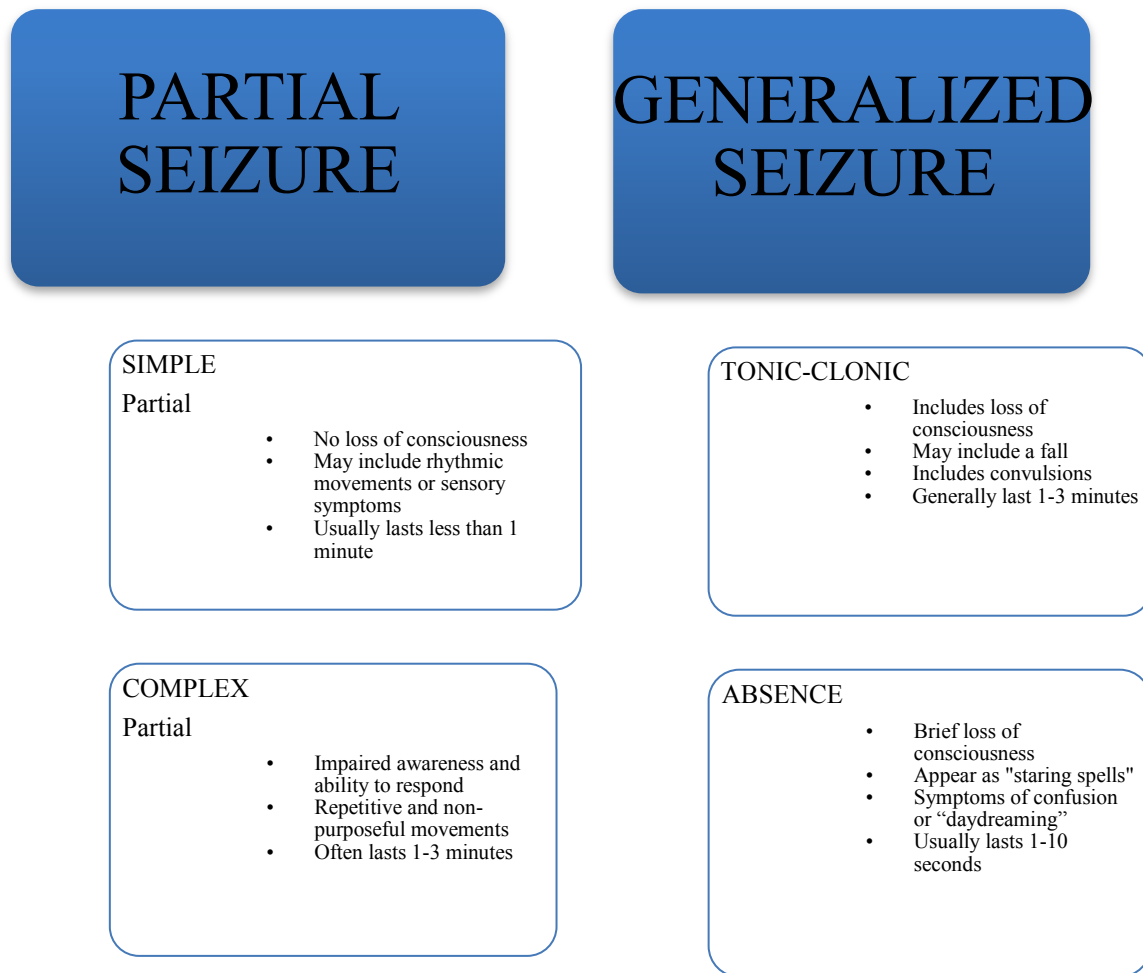 PARTIAL
SEIZURE
GENERALIZED
SEIZURE
SIMPLE
Partial
• No loss of consciousness
• May include rhythmic
movements or sensory
symptoms
• Usually lasts less than 1
minute
TONIC-CLONIC
• Includes loss of
consciousness
• May include a fall
• Includes convulsions
• Generally last 1-3 minutes
COMPLEX
Partial
• Impaired awareness and
ability to respond
• Repetitive and non-
purposeful movements
• Often lasts 1-3 minutes
ABSENCE
• Brief loss of
consciousness
• Appear as "staring spells"
• Symptoms of confusion
or “daydreaming”
• Usually lasts 1-10
seconds